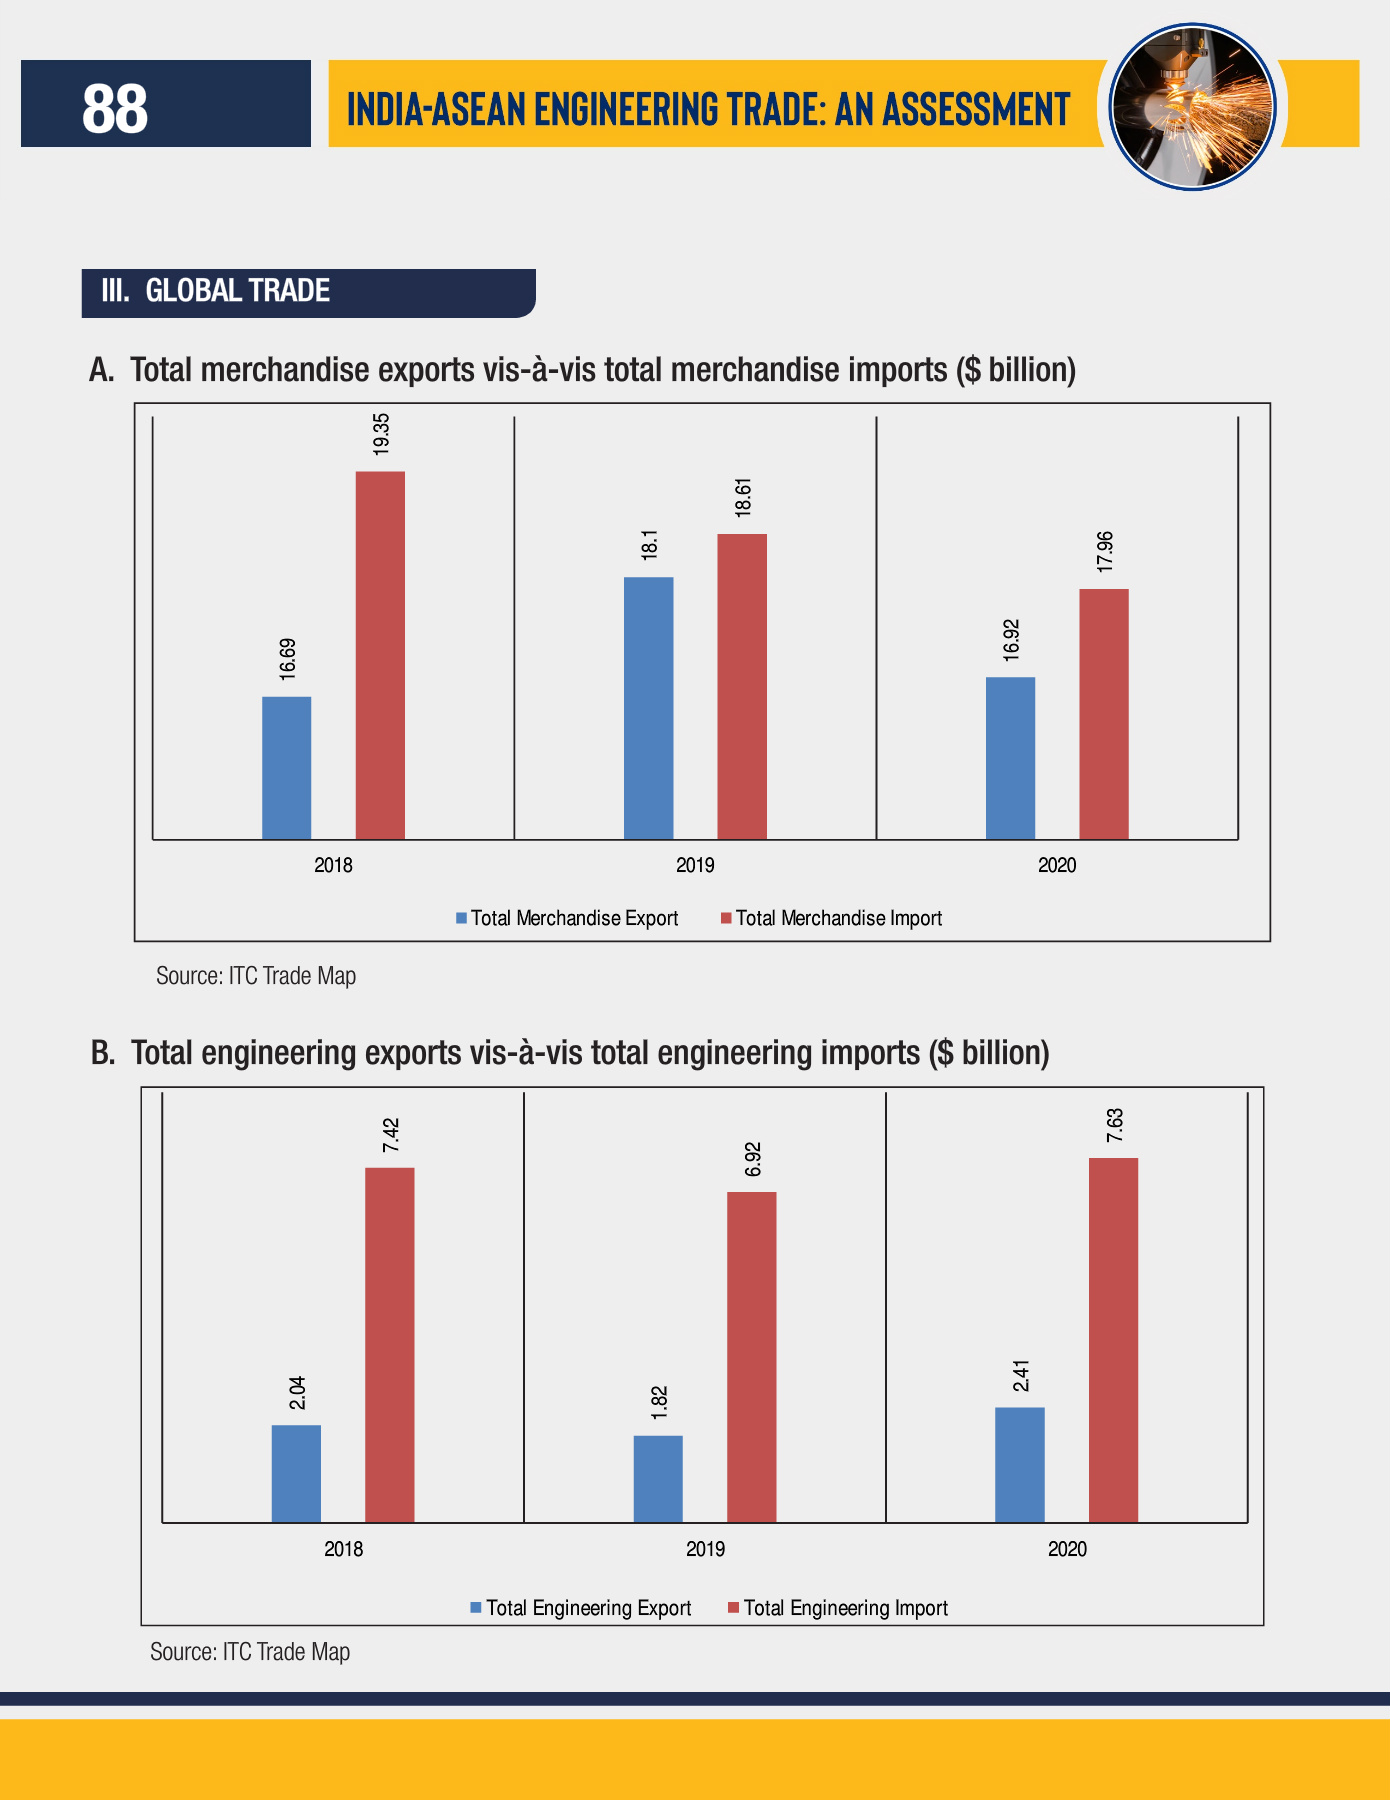 88
INDIA-ASEAN ENGINEERING TRADE: AN ASSESSMENT
III. GLOBAL TRADE
A. Total merchandise exports vis-à-vis total merchandise imports ($ billion)
16.69
19.35
18.1
18.61
16.92
17.96
2018
2019
2020
Total Merchandise Export
Total Merchandise Import
Source: ITC Trade Map
B. Total engineering exports vis-à-vis total engineering imports ($ billion)
2.04
7.42
1.82
6.92
2.41
7.63
2018
2019
2020
Total Engineering Export
Total Engineering Import
Source: ITC Trade Map